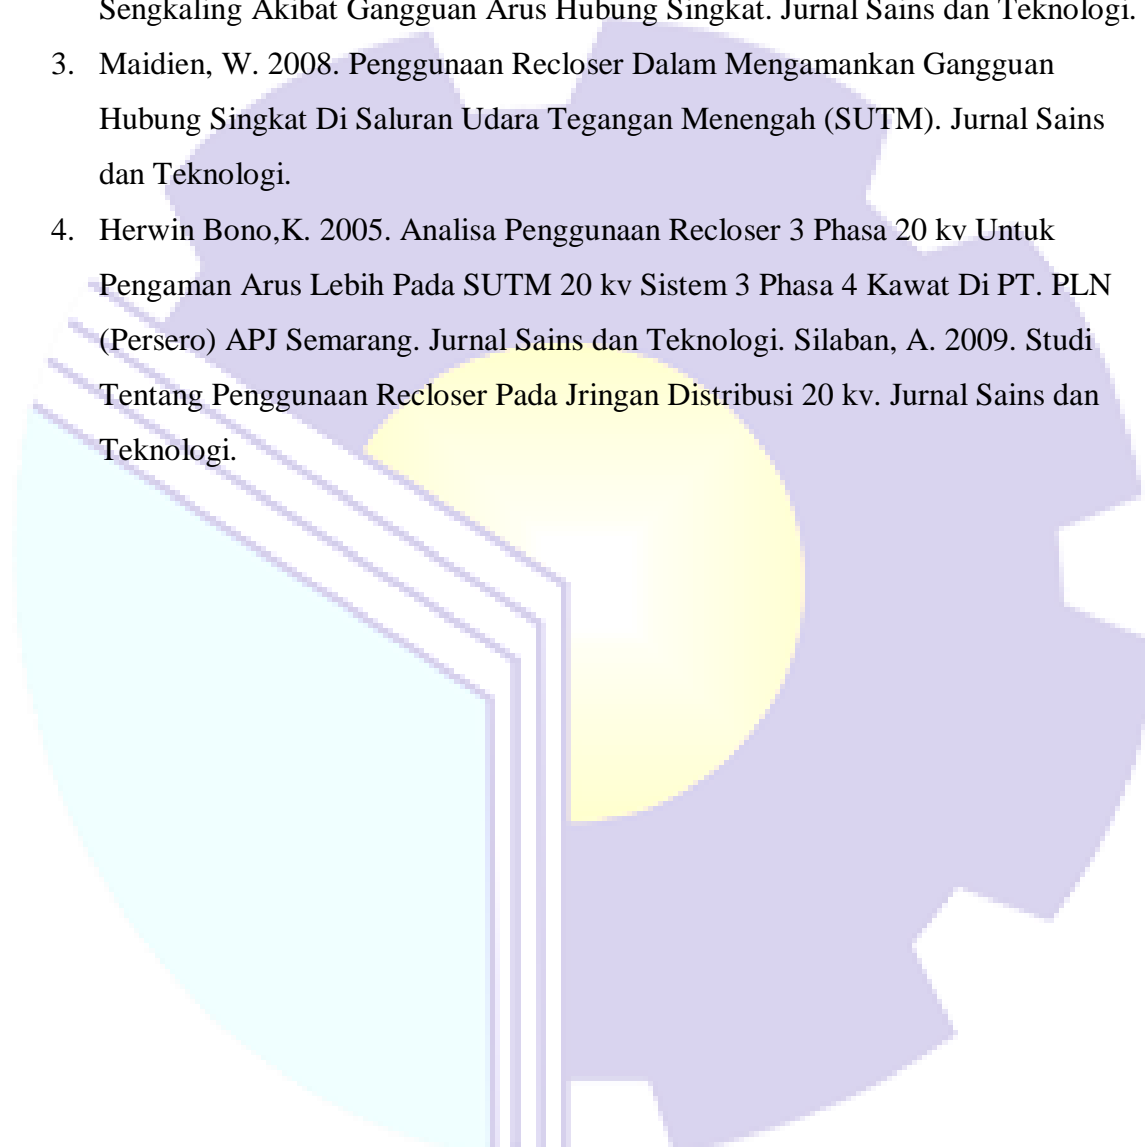 Sengkaling Akibat Gangguan Arus Hubung Singkat. Jurnal Sains dan Teknologi.
3. Maidien, W. 2008. Penggunaan Recloser Dalam Mengamankan Gangguan
Hubung Singkat Di Saluran Udara Tegangan Menengah (SUTM). Jurnal Sains
dan Teknologi.
4. Herwin Bono,K. 2005. Analisa Penggunaan Recloser 3 Phasa 20 kv Untuk
Pengaman Arus Lebih Pada SUTM 20 kv Sistem 3 Phasa 4 Kawat Di PT. PLN
(Persero) APJ Semarang. Jurnal Sains dan Teknologi. Silaban, A. 2009. Studi
Tentang Penggunaan Recloser Pada Jringan Distribusi 20 kv. Jurnal Sains dan
Teknologi.